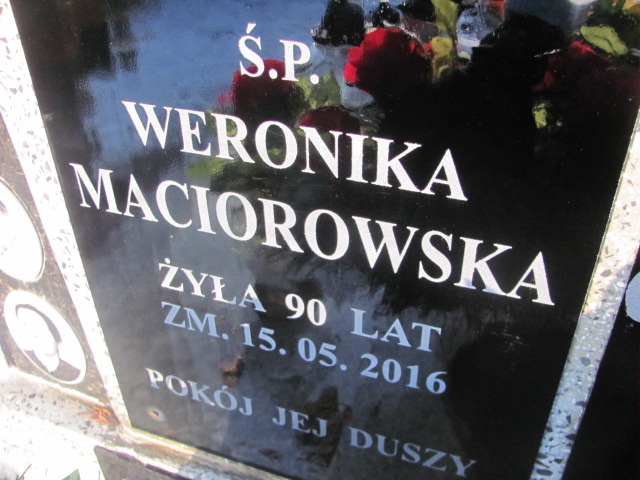 Ś.P.
WERONIKA
MACIOROWSKA
ŻYŁA 90 LAT
ZM. 15. 05. 2016
POKÓJ JEJ DUSZY